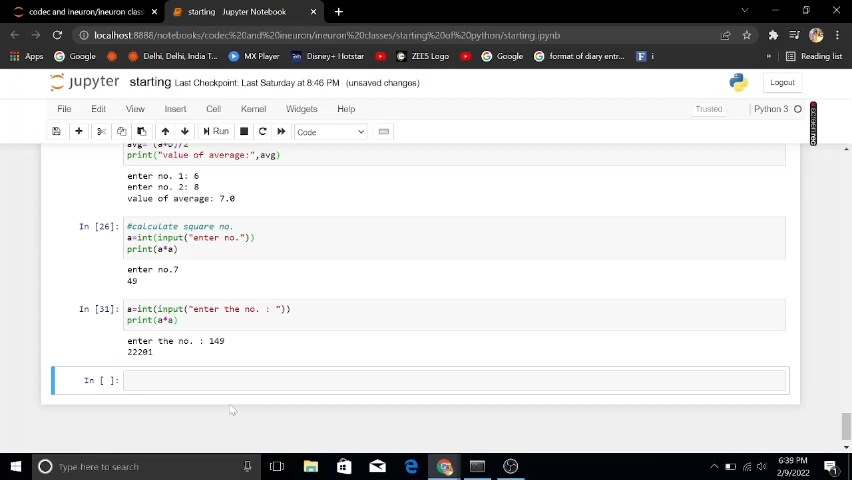 codec and ineuron/ineuron classes
starting - Jupyter Notebook
localhost:8888/notebooks/codec%20and%20ineuron/ineuron%20classes/starting%20of%20python/starting.ipynb
Apps Google Delhi, Delhi, India T... MX Player Disney+ Hotstar ZEE5 Logo Google format of diary entr... i Reading list
jupyter starting Last Checkpoint: Last Saturday at 8:46 PM (unsaved changes) Logout
File Edit View Insert Cell Kernel Widgets Help Trusted Python 3
Run Code
avg= (a+b)/2
print("value of average:",avg)
enter no. 1: 6
enter no. 2: 8
value of average: 7.0
In [26]: #calculate square no.
a=int(input("enter no."))
print(a*a)
enter no.7
49
In [31]: a=int(input("enter the no. : "))
print(a*a)
enter the no. : 149
22201
In [ ]:
Type here to search
6:39 PM
2/9/2022